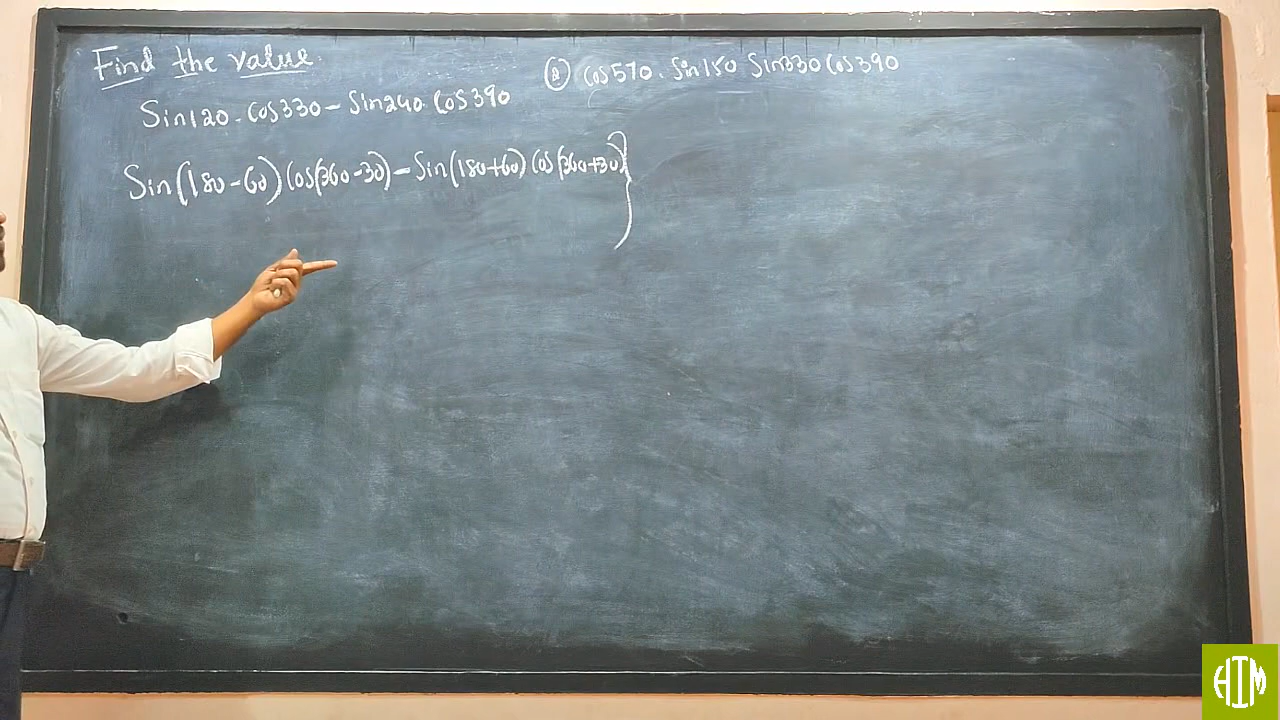 Find the value.
Sin120. Cos330 - Sin240. Cos390
Sin(180-60) Cos(360-30) - Sin(180+60) Cos(360+30)}
(A) Cos570. Sin150 Sin330 Cos390
HIM